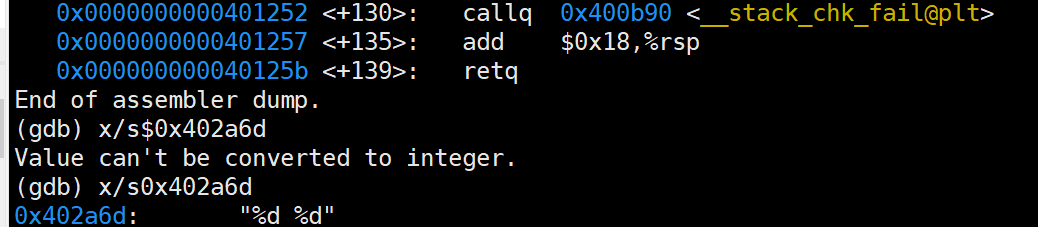 0x0000000000401252 <+130>: callq 0x400b90 <__stack_chk_fail@plt>
0x0000000000401257 <+135>: add $0x18,%rsp
0x000000000040125b <+139>: retq
End of assembler dump.
(gdb) x/s$0x402a6d
Value can't be converted to integer.
(gdb) x/s0x402a6d
0x402a6d: "%d %d"